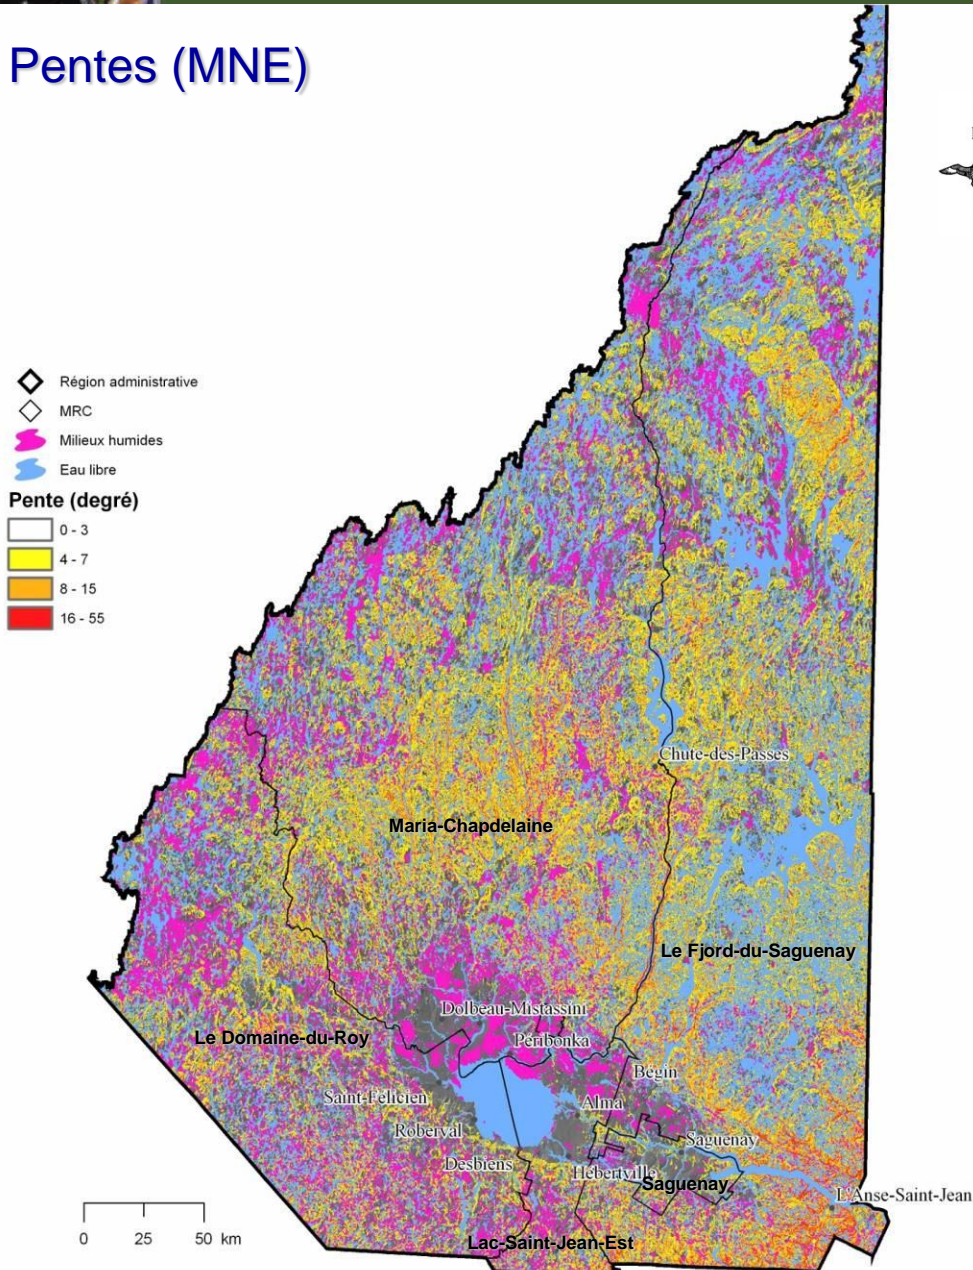 Pentes (MNE)
Région administrative
MRC
Milieux humides
Eau libre
Pente (degré)
0 - 3
4 - 7
8 - 15
16 - 55
Chute-des-Passes
Maria-Chapdelaine
Le Fjord-du-Saguenay
Dolbeau-Mistassini
Le Domaine-du-Roy
Péribonka
Bégin
Saint-Félicien
Alma
Roberval
Saguenay
Desbiens
Hébertville
Saguenay
L'Anse-Saint-Jean
0 25 50 km
Lac-Saint-Jean-Est